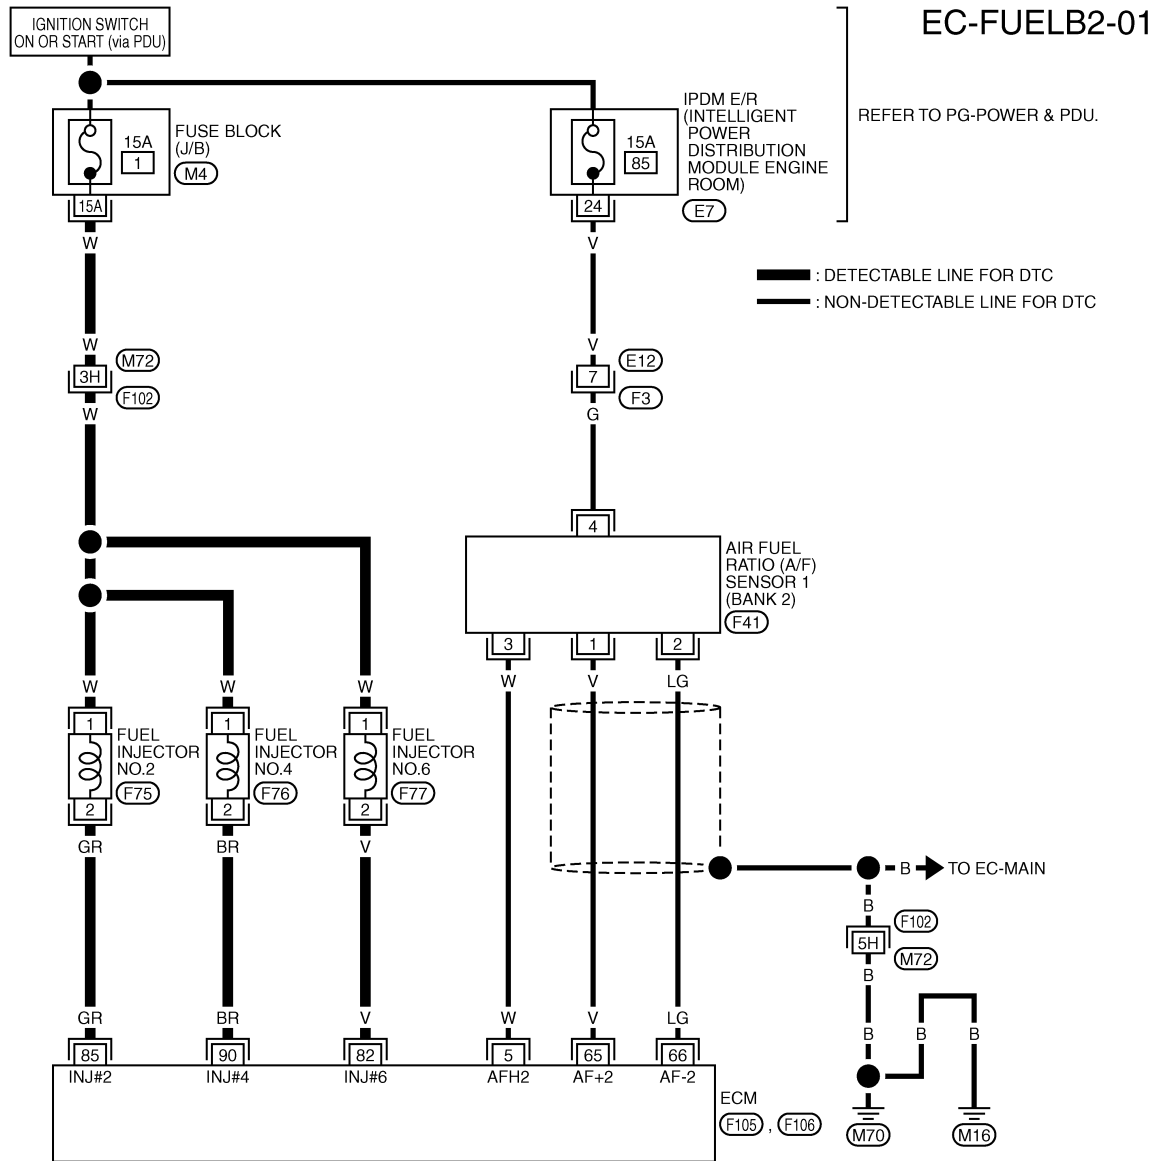 EC-FUELB2-01
IGNITION SWITCH
ON OR START (via PDU)
FUSE BLOCK
(J/B)
M4
15A
1
15A
IPDM E/R
(INTELLIGENT
POWER
DISTRIBUTION
MODULE ENGINE
ROOM)
E7
15A
85
24
REFER TO PG-POWER & PDU.
W
V
: DETECTABLE LINE FOR DTC
: NON-DETECTABLE LINE FOR DTC
W
V
M72
3H
F102
E12
7
F3
W
G
4
AIR FUEL
RATIO (A/F)
SENSOR 1
(BANK 2)
F41
3
1
2
W
W
W
W
V
LG
1
FUEL
INJECTOR
NO.2
F75
2
1
FUEL
INJECTOR
NO.4
F76
2
1
FUEL
INJECTOR
NO.6
F77
2
GR
BR
V
B
TO EC-MAIN
B
F102
5H
M72
B
GR
BR
V
W
V
LG
B
B
B
85
90
82
5
65
66
INJ#2
INJ#4
INJ#6
AFH2
AF+2
AF-2
ECM
F105 , F106
M70
M16